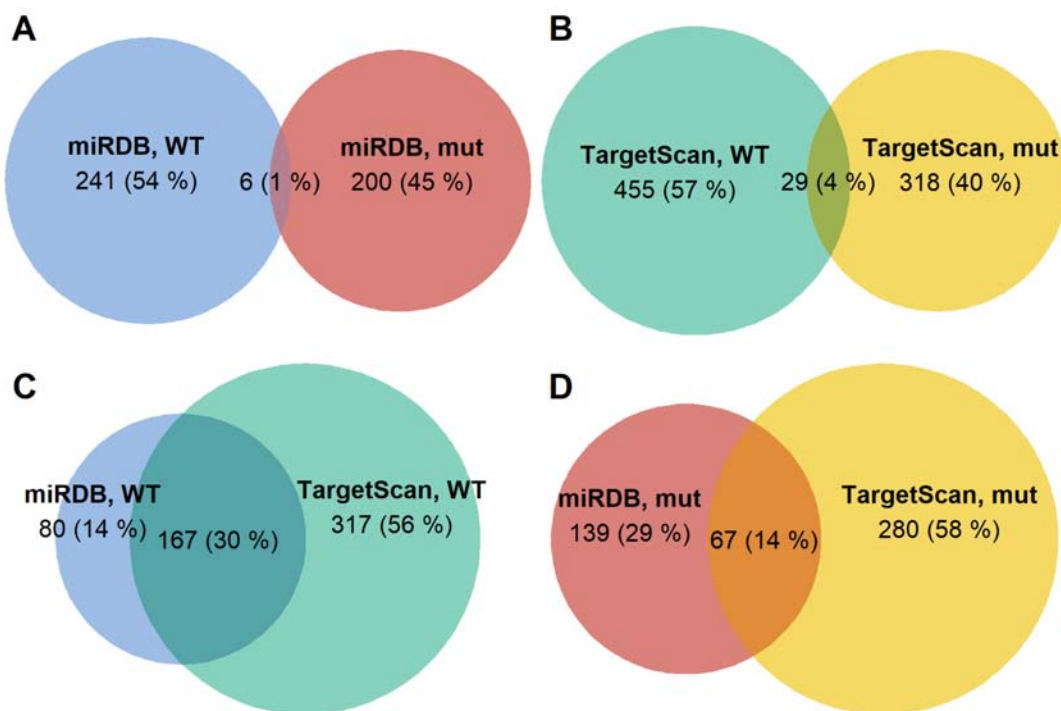 A
miRDB, WT
241 (54 %)
6 (1 %)
miRDB, mut
200 (45 %)
B
TargetScan, WT
455 (57 %)
29 (4 %)
TargetScan, mut
318 (40 %)
C
miRDB, WT
80 (14 %)
167 (30 %)
TargetScan, WT
317 (56 %)
D
miRDB, mut
139 (29 %)
67 (14 %)
TargetScan, mut
280 (58 %)